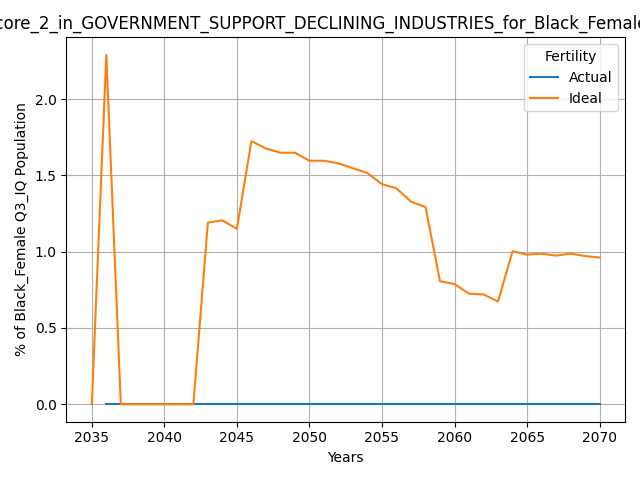 core_2_in_GOVERNMENT_SUPPORT_DECLINING_INDUSTRIES_for_Black_Female
Fertility
Actual
Ideal
% of Black_Female Q3_IQ Population
2.0
1.5
1.0
0.5
0.0
2035 2040 2045 2050 2055 2060 2065 2070
Years